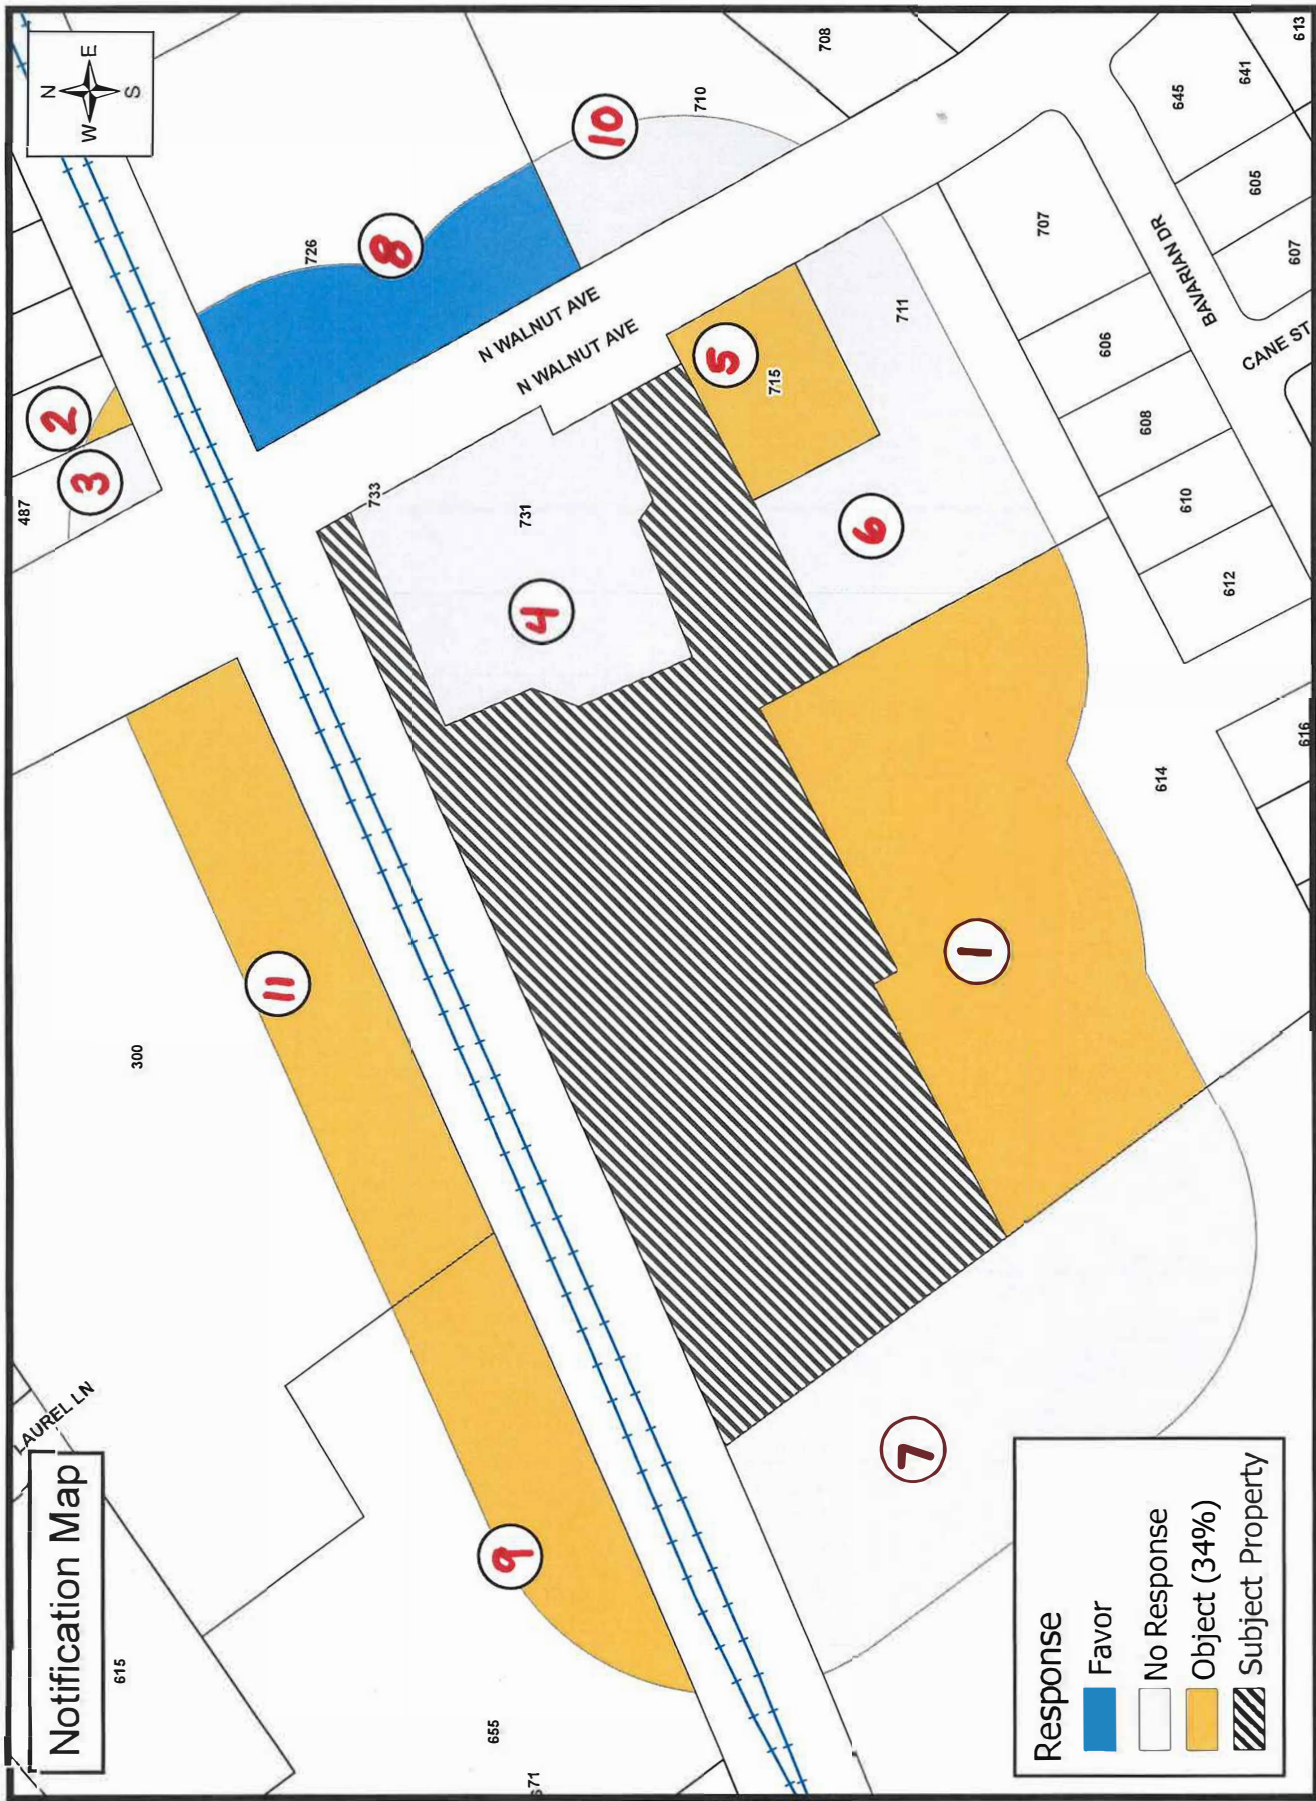 Notification Map
N
W E
S
LAUREL LN
615
655
671
300
487
2
3
11
9
726
8
10
710
708
N WALNUT AVE
N WALNUT AVE
733
731
4
5
715
711
6
707
606
608
610
612
614
616
BAVARIAN DR
CANE ST
645
641
613
605
607
1
7
Response
Favor
No Response
Object (34%)
Subject Property